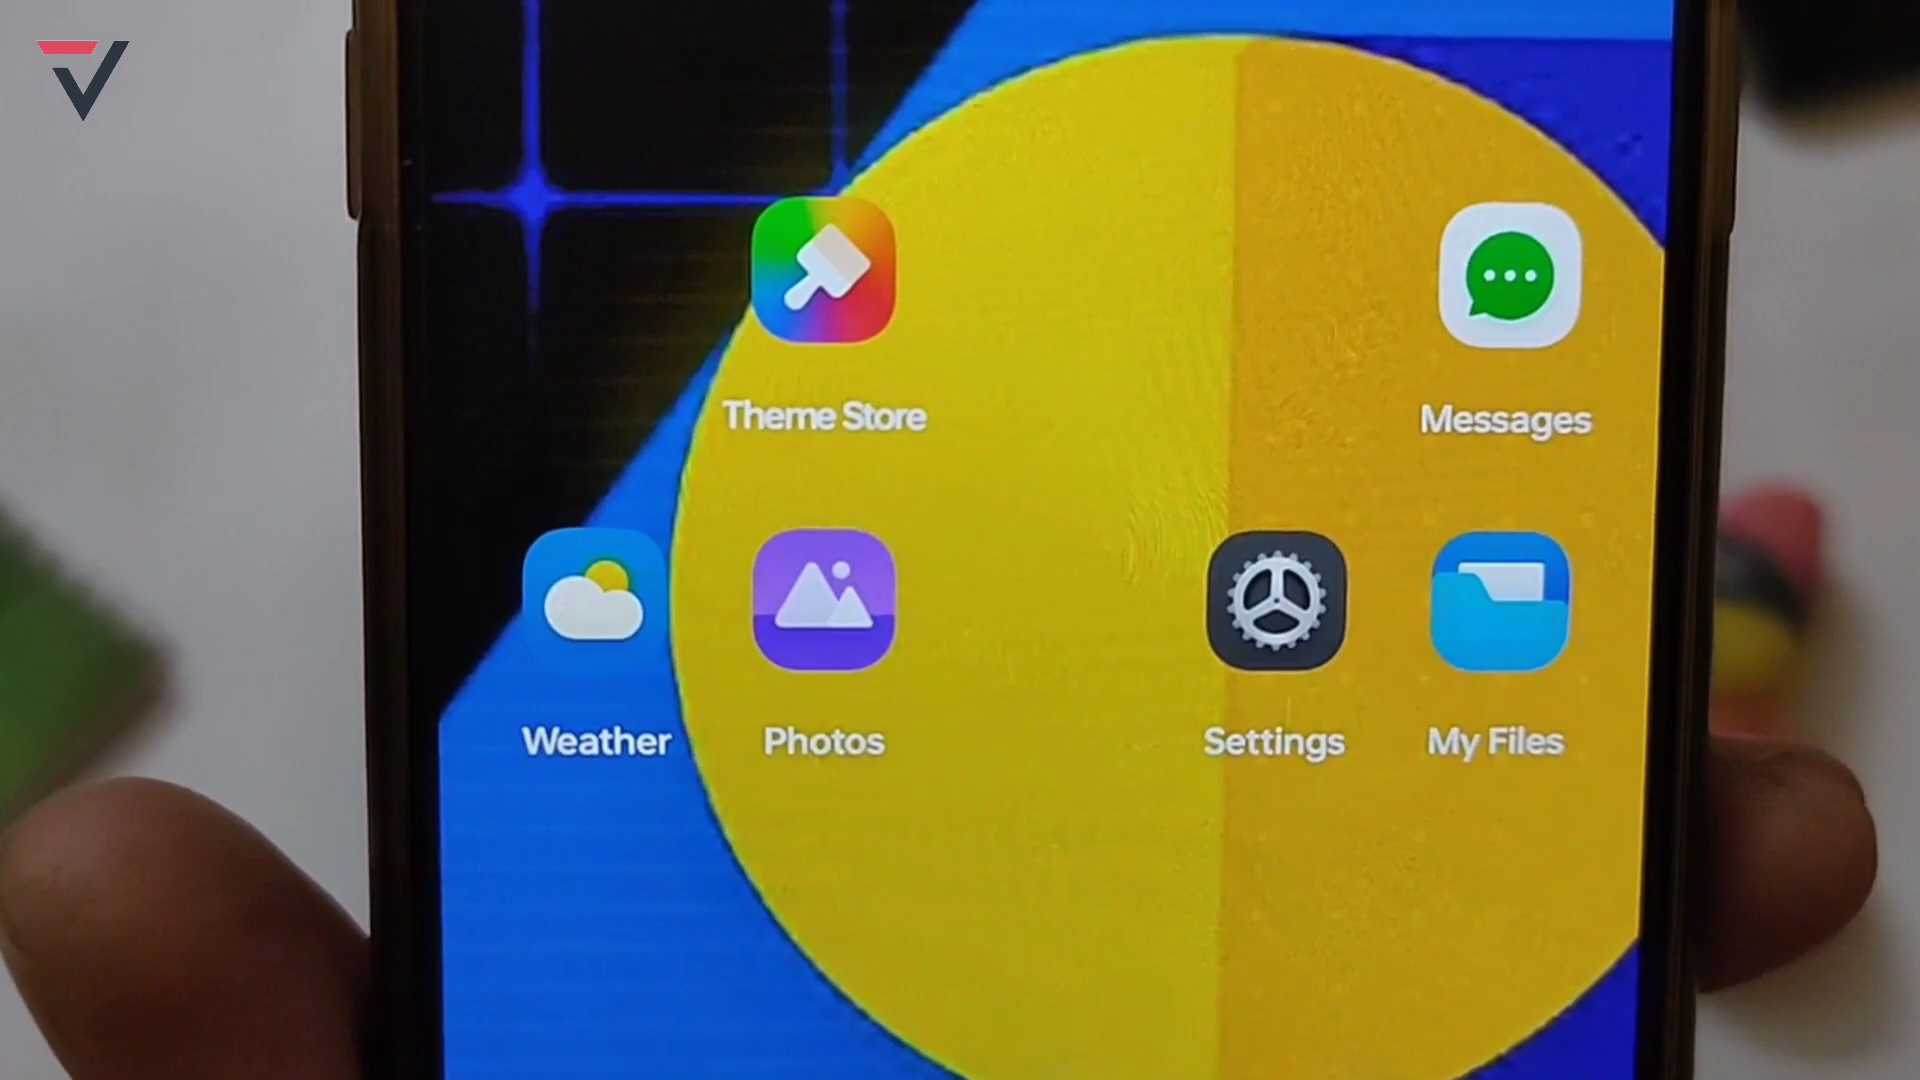 Theme Store
Messages
Weather
Photos
Settings
My Files